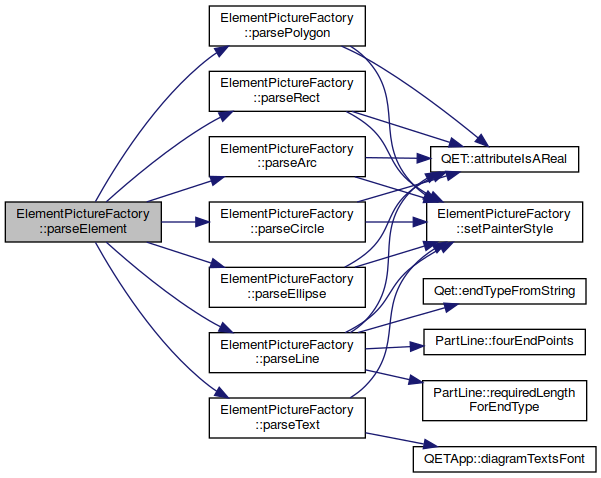 ElementPictureFactory
::parsePolygon
ElementPictureFactory
::parseRect
ElementPictureFactory
::parseArc
QET::attributeIsAReal
ElementPictureFactory
::parseElement
ElementPictureFactory
::parseCircle
ElementPictureFactory
::setPainterStyle
ElementPictureFactory
::parseEllipse
Qet::endTypeFromString
ElementPictureFactory
::parseLine
PartLine::fourEndPoints
PartLine::requiredLength
ForEndType
ElementPictureFactory
::parseText
QETApp::diagramTextsFont